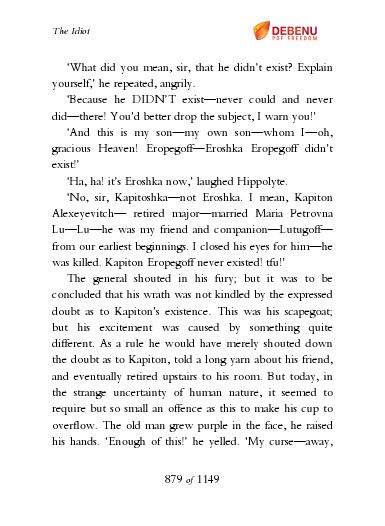 The Idiot
DEBENU
PDF FREEDOM
‘What did you mean, sir, that he didn’t exist? Explain
yourself,’ he repeated, angrily.
‘Because he DIDN’T exist—never could and never
did—there! You’d better drop the subject, I warn you!’
‘And this is my son—my own son—whom I—oh,
gracious Heaven! Eropegoff—Eroshka Eropegoff didn’t
exist!’
‘Ha, ha! it’s Eroshka now,’ laughed Hippolyte.
‘No, sir, Kapitoshka—not Eroshka. I mean, Kapiton
Alexeyevitch— retired major—married Maria Petrovna
Lu—Lu—he was my friend and companion—Lutugoff—
from our earliest beginnings. I closed his eyes for him—he
was killed. Kapiton Eropegoff never existed! tfu!’
The general shouted in his fury; but it was to be
concluded that his wrath was not kindled by the expressed
doubt as to Kapiton’s existence. This was his scapegoat;
but his excitement was caused by something quite
different. As a rule he would have merely shouted down
the doubt as to Kapiton, told a long yarn about his friend,
and eventually retired upstairs to his room. But today, in
the strange uncertainty of human nature, it seemed to
require but so small an offence as this to make his cup to
overflow. The old man grew purple in the face, he raised
his hands. ‘Enough of this!’ he yelled. ‘My curse—away,
879 of 1149